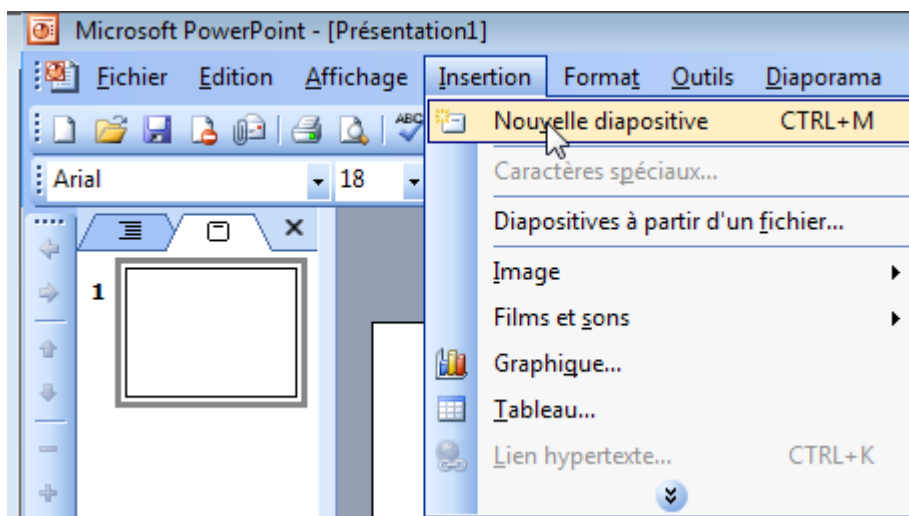 Microsoft PowerPoint - [Présentation1]
Fichier Edition Affichage Insertion Format Outils Diaporama
Nouvelle diapositive CTRL+M
ABC
Arial 18
Caractères spéciaux...
Diapositives à partir d'un fichier...
1
Image
Films et sons
Graphique...
Tableau...
Lien hypertexte... CTRL+K